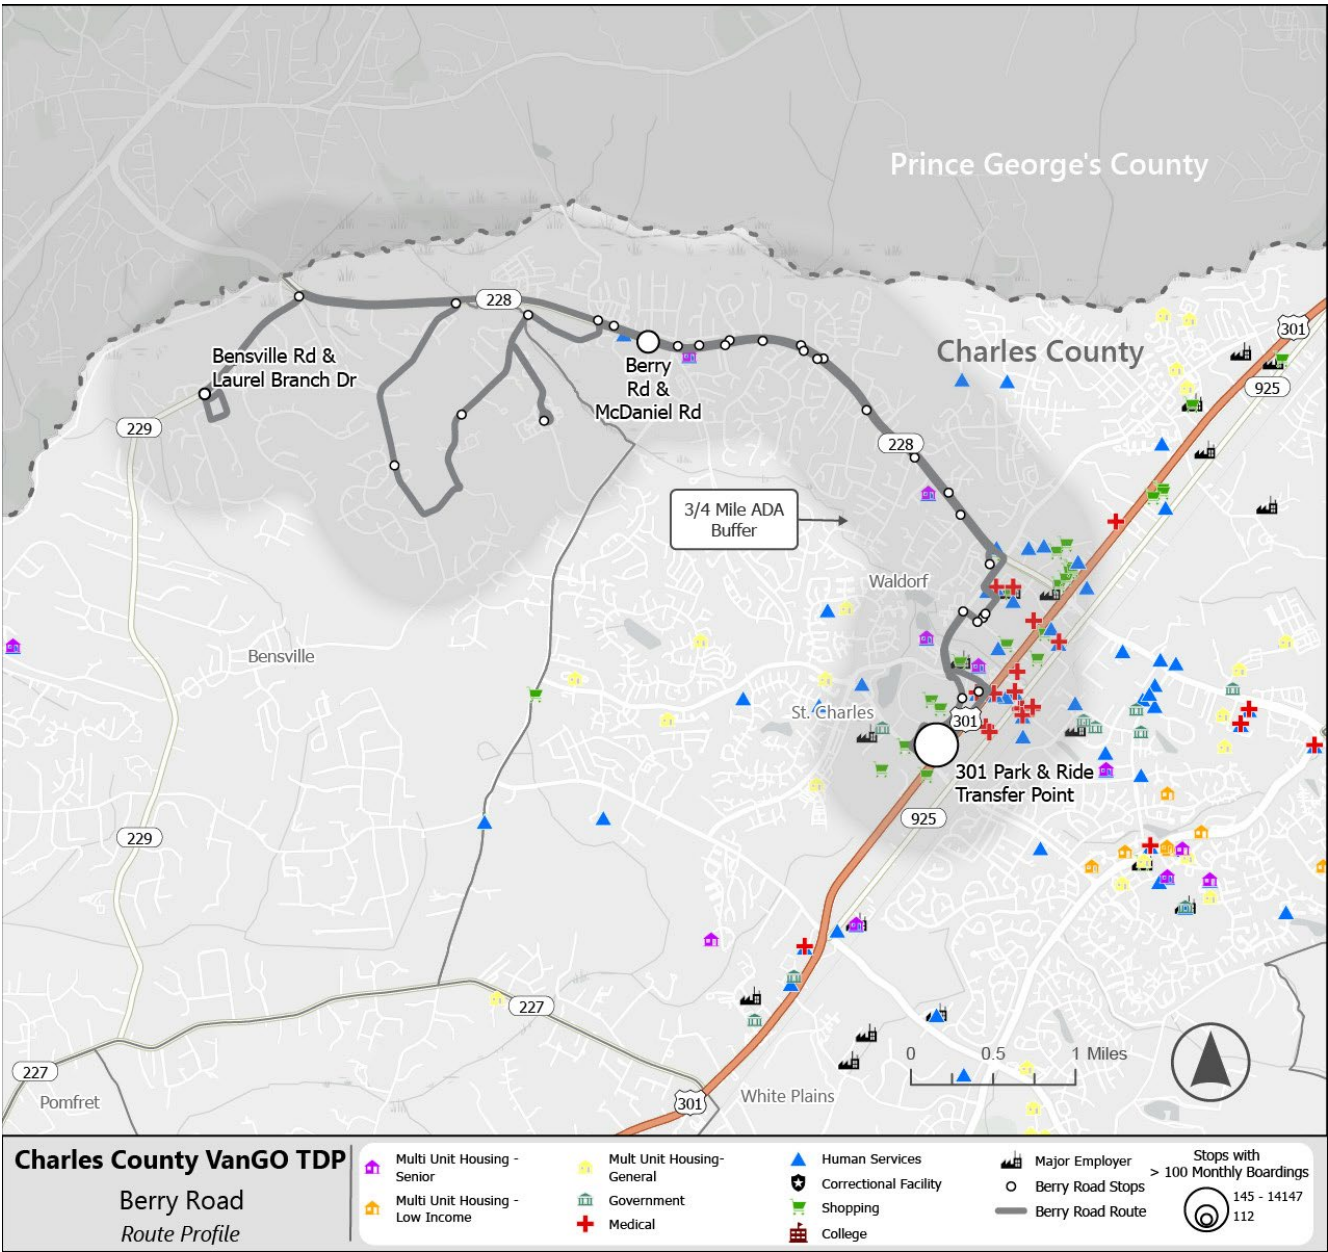 Prince George's County
301
228
Bensville Rd &
Laurel Branch Dr
Berry
Rd &
McDaniel Rd
Charles County
925
229
228
3/4 Mile ADA
Buffer
Waldorf
Bensville
St. Charles
301
301 Park & Ride
Transfer Point
925
229
227
0 0.5 1 Miles
227
Pomfret
301
White Plains
Charles County VanGO TDP
Berry Road
Route Profile
Multi Unit Housing -
Senior
Multi Unit Housing -
Low Income
Mult Unit Housing-
General
Government
Medical
Human Services
Correctional Facility
Shopping
College
Major Employer
Berry Road Stops
Berry Road Route
Stops with
> 100 Monthly Boardings
145 - 14147
112